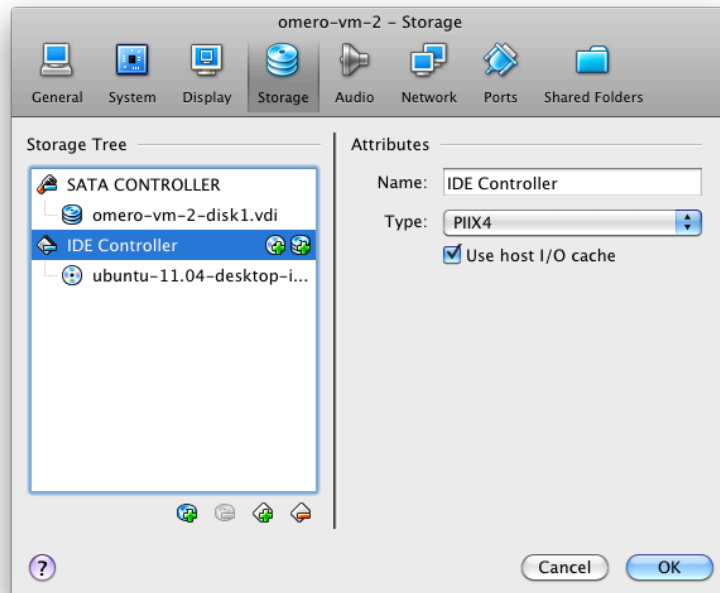 omero-vm-2 – Storage
General System Display Storage Audio Network Ports Shared Folders
Storage Tree
SATA CONTROLLER
omero-vm-2-disk1.vdi
IDE Controller
ubuntu-11.04-desktop-i...
Attributes
Name: IDE Controller
Type: PIIX4
Use host I/O cache
?
Cancel OK